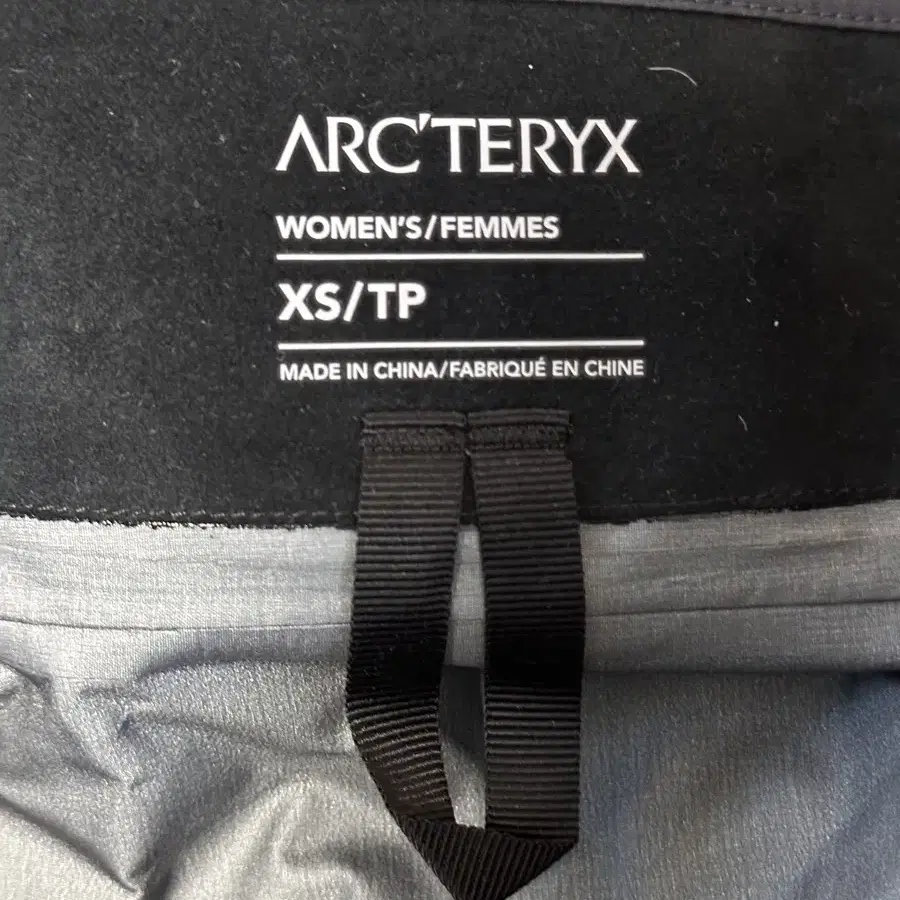 ARC'TERYX
WOMEN'S/FEMMES
XS/TP
MADE IN CHINA/FABRIQUÉ EN CHINE